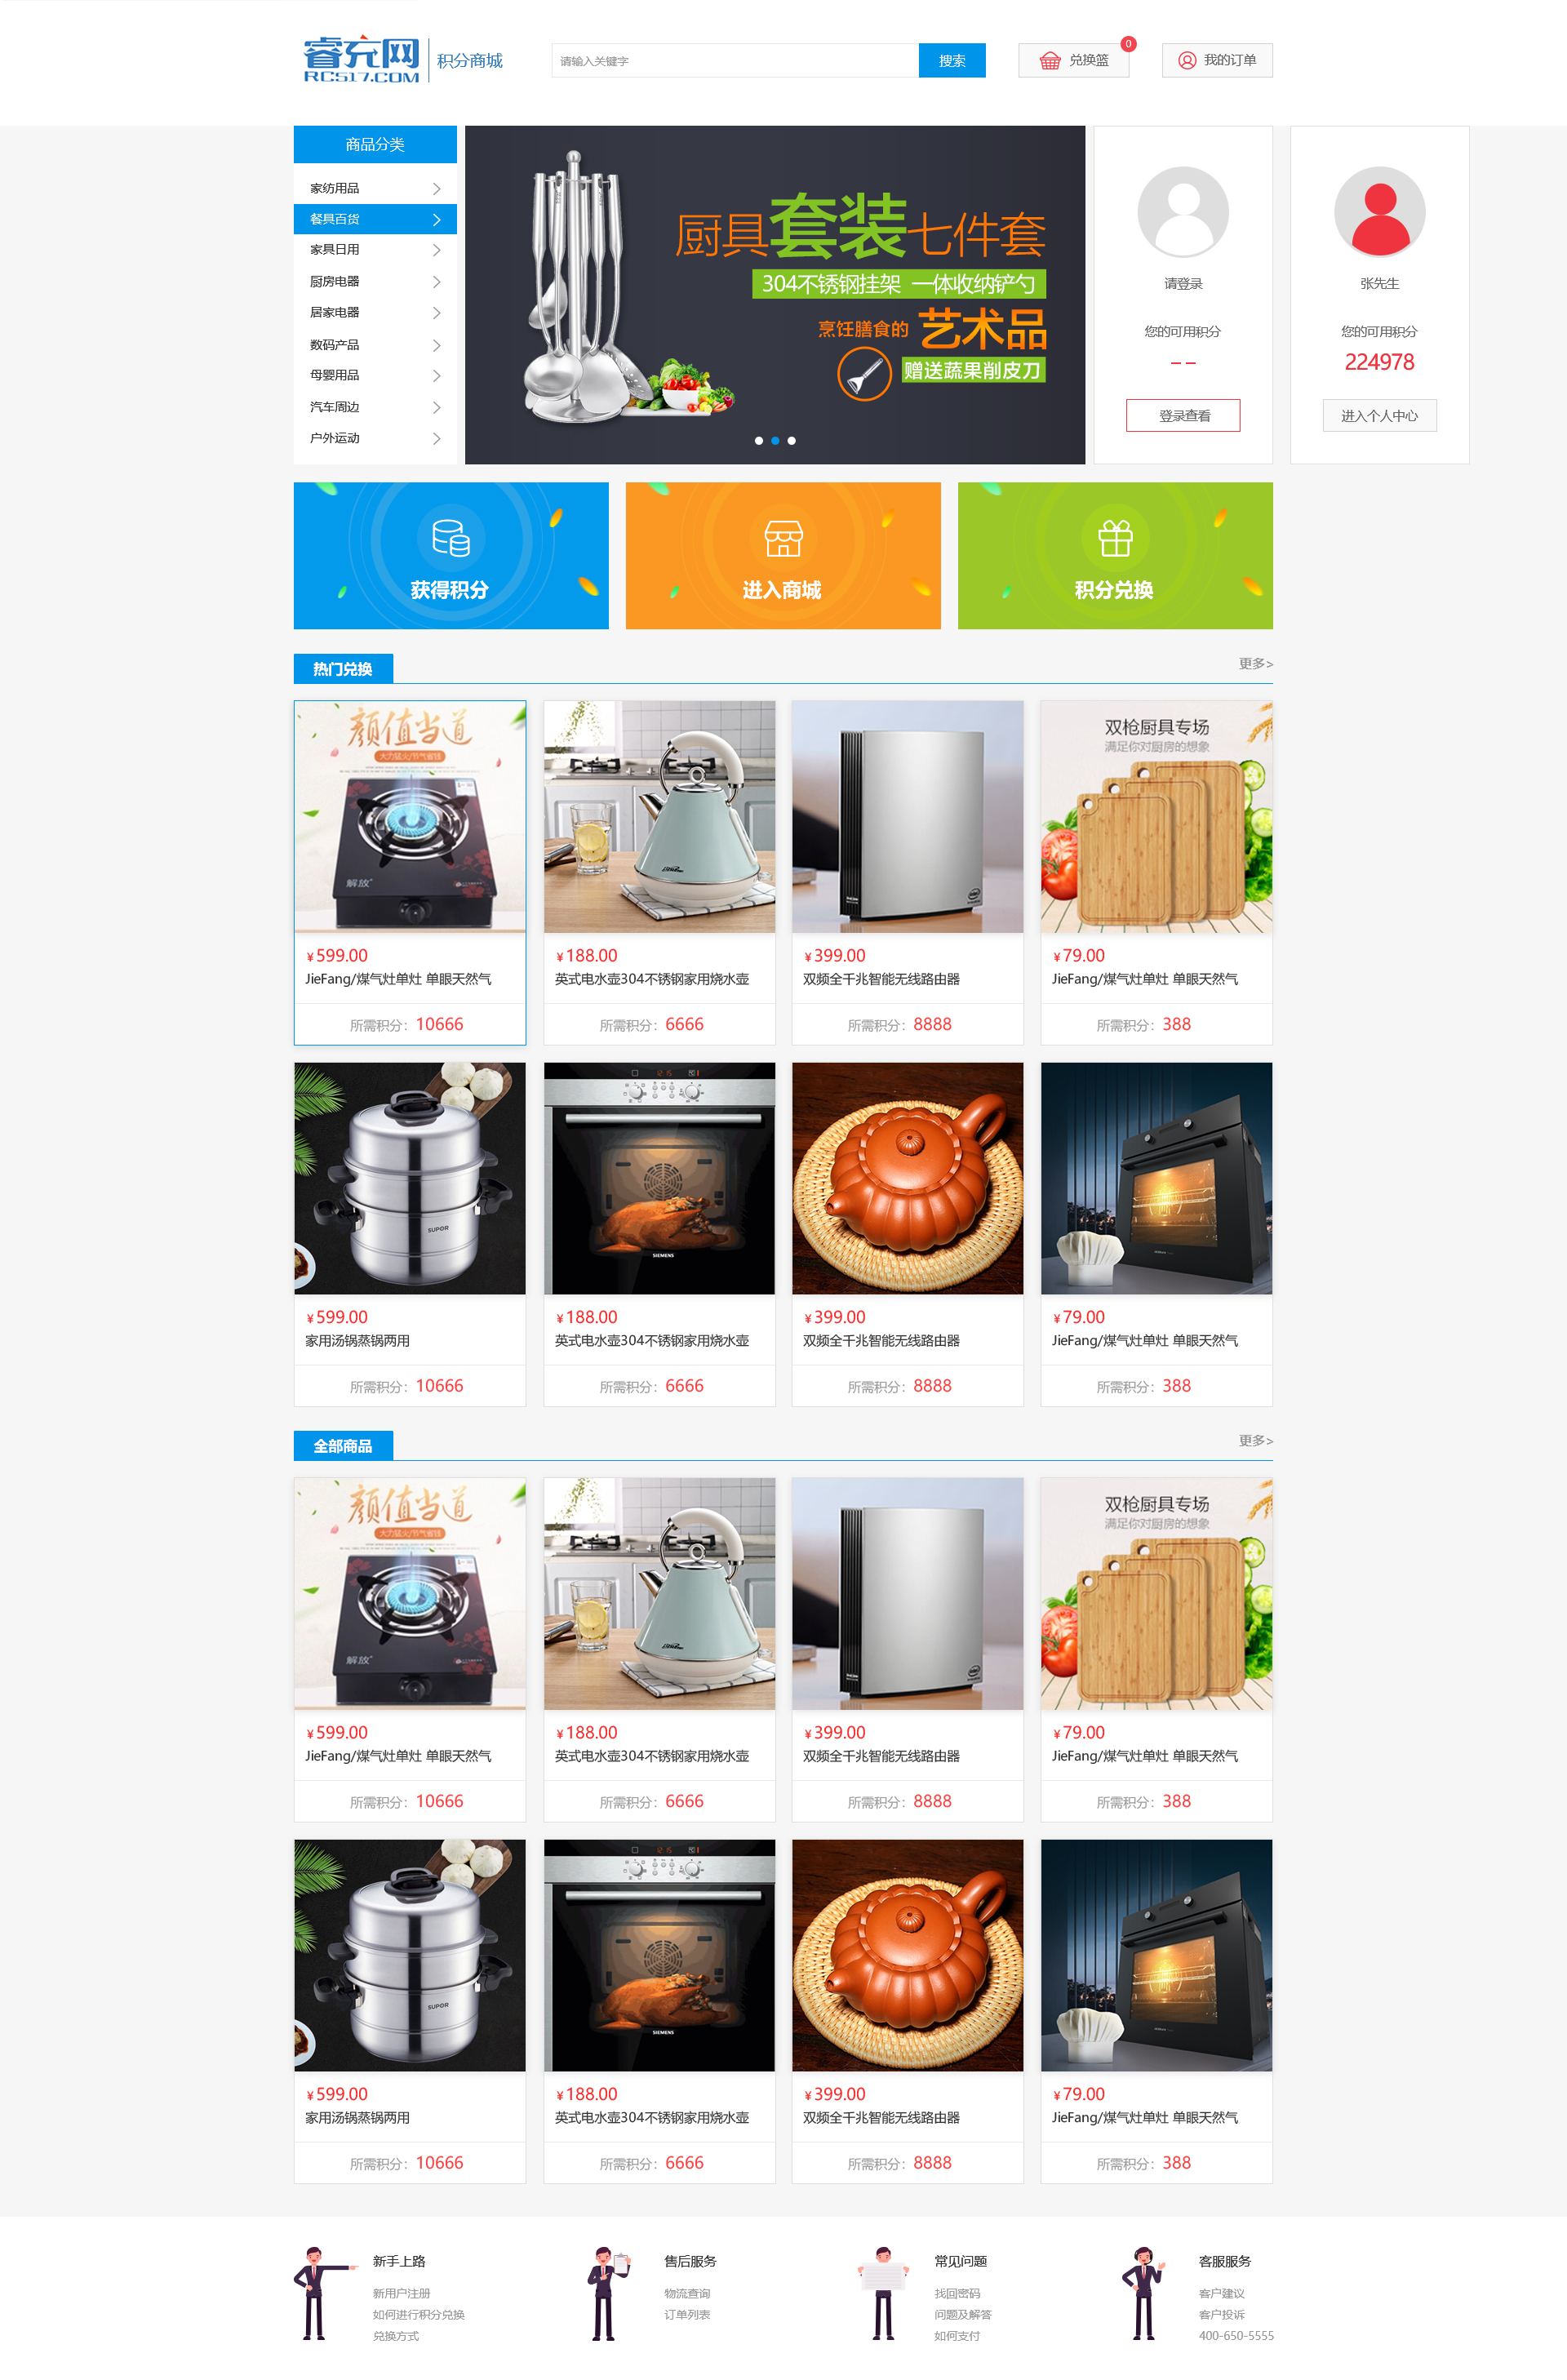 睿充网
RC517.COM
积分商城
请输入关键字
搜索
兑换篮
0
我的订单
商品分类
家纺用品
餐具百货
家具日用
厨房电器
居家电器
数码产品
母婴用品
汽车周边
户外运动
厨具套装七件套
304不锈钢挂架 一体收纳铲勺
烹饪膳食的 艺术品
赠送蔬果削皮刀
请登录
您的可用积分
--
登录查看
张先生
您的可用积分
224978
进入个人中心
获得积分
进入商城
积分兑换
热门兑换
更多>
颜值当道
大力猛火/节气省钱
解放
双枪厨具专场
满足你对厨房的想象
¥599.00
JieFang/煤气灶单灶 单眼天然气
所需积分：10666
¥188.00
英式电水壶304不锈钢家用烧水壶
所需积分：6666
¥399.00
双频全千兆智能无线路由器
所需积分：8888
¥79.00
JieFang/煤气灶单灶 单眼天然气
所需积分：388
SUPOR
SIEMENS
¥599.00
家用汤锅蒸锅两用
所需积分：10666
¥188.00
英式电水壶304不锈钢家用烧水壶
所需积分：6666
¥399.00
双频全千兆智能无线路由器
所需积分：8888
¥79.00
JieFang/煤气灶单灶 单眼天然气
所需积分：388
全部商品
更多>
颜值当道
大力猛火/节气省钱
解放
双枪厨具专场
满足你对厨房的想象
¥599.00
JieFang/煤气灶单灶 单眼天然气
所需积分：10666
¥188.00
英式电水壶304不锈钢家用烧水壶
所需积分：6666
¥399.00
双频全千兆智能无线路由器
所需积分：8888
¥79.00
JieFang/煤气灶单灶 单眼天然气
所需积分：388
SUPOR
SIEMENS
¥599.00
家用汤锅蒸锅两用
所需积分：10666
¥188.00
英式电水壶304不锈钢家用烧水壶
所需积分：6666
¥399.00
双频全千兆智能无线路由器
所需积分：8888
¥79.00
JieFang/煤气灶单灶 单眼天然气
所需积分：388
新手上路
新用户注册
如何进行积分兑换
兑换方式
售后服务
物流查询
订单列表
常见问题
找回密码
问题及解答
如何支付
客服服务
客户建议
客户投诉
400-650-5555